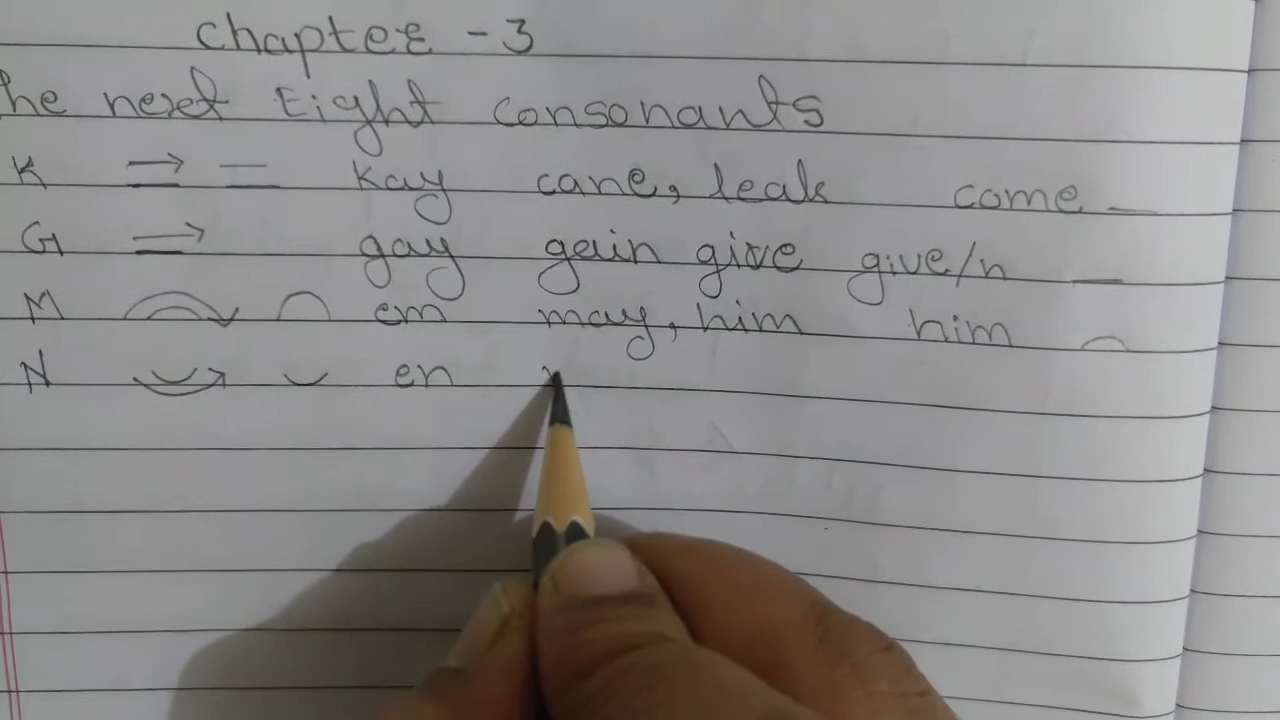 Chapter - 3
he next Eight consonants
K kay cane, leak come
G gay gain give give/n
M em may, him him
N en